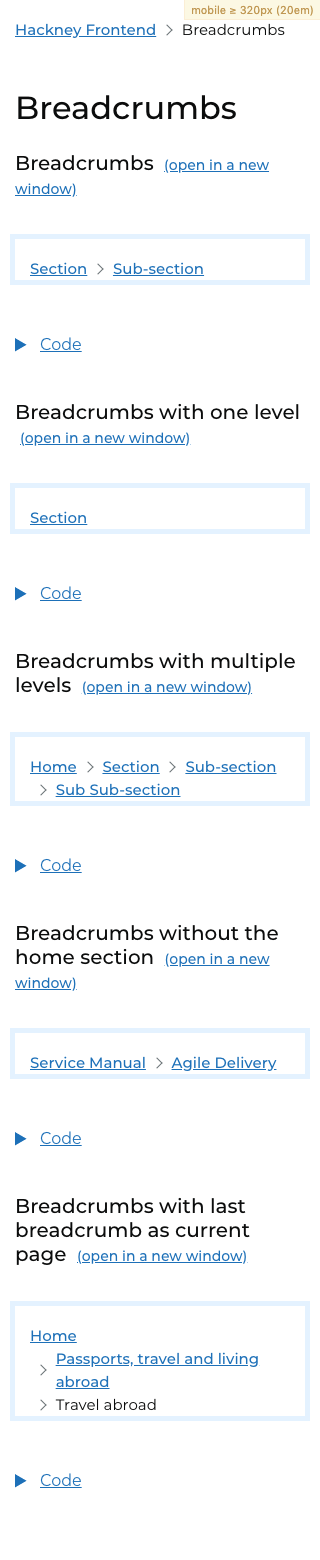 mobile ≥ 320px (20em)
Hackney Frontend > Breadcrumbs
Breadcrumbs
Breadcrumbs (open in a new
window)
Section > Sub-section
Code
Breadcrumbs with one level
(open in a new window)
Section
Code
Breadcrumbs with multiple
levels (open in a new window)
Home > Section > Sub-section
> Sub Sub-section
Code
Breadcrumbs without the
home section (open in a new
window)
Service Manual > Agile Delivery
Code
Breadcrumbs with last
breadcrumb as current
page (open in a new window)
Home
> Passports, travel and living
abroad
> Travel abroad
Code